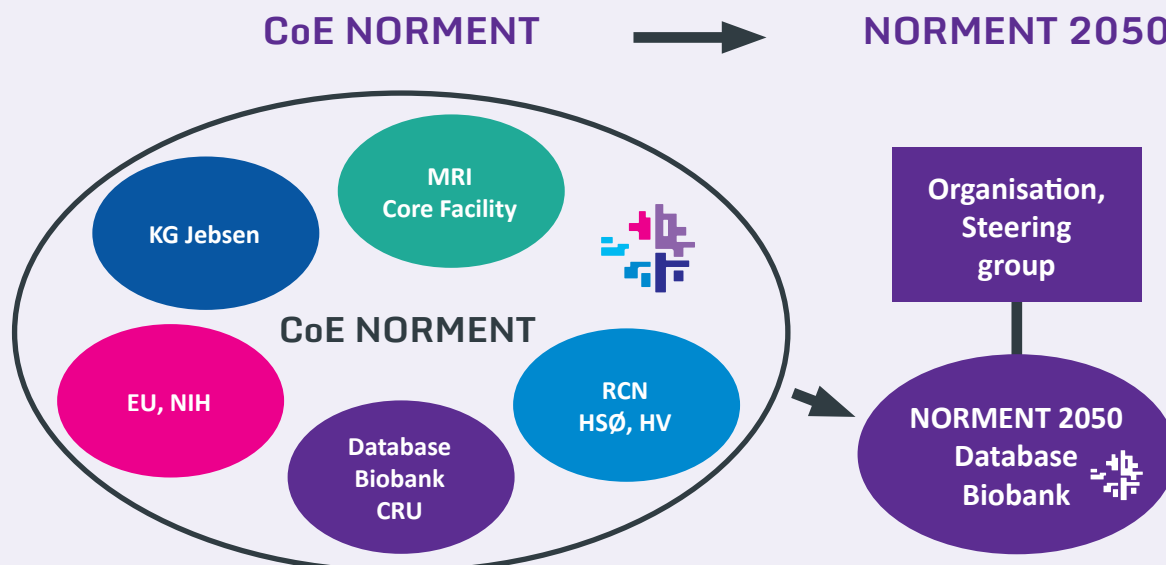 CoE NORMENT
NORMENT 2050
MRI
Core Facility
KG Jebsen
CoE NORMENT
EU, NIH
RCN
HSØ, HV
Database
Biobank
CRU
Organisation,
Steering
group
NORMENT 2050
Database
Biobank